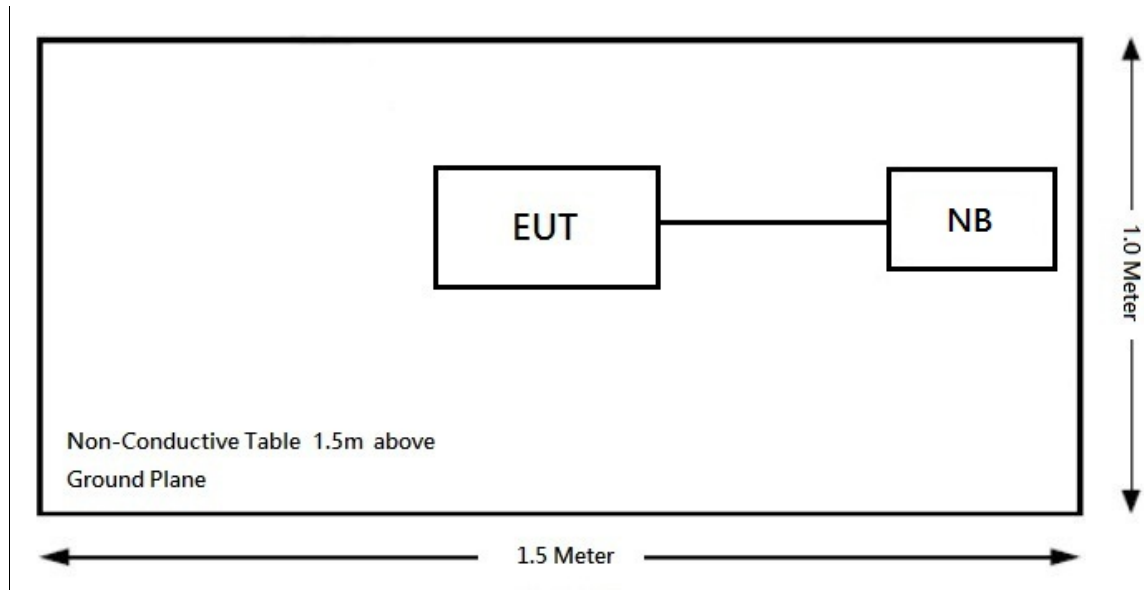 EUT
NB
1.0 Meter
Non-Conductive Table 1.5m above
Ground Plane
1.5 Meter